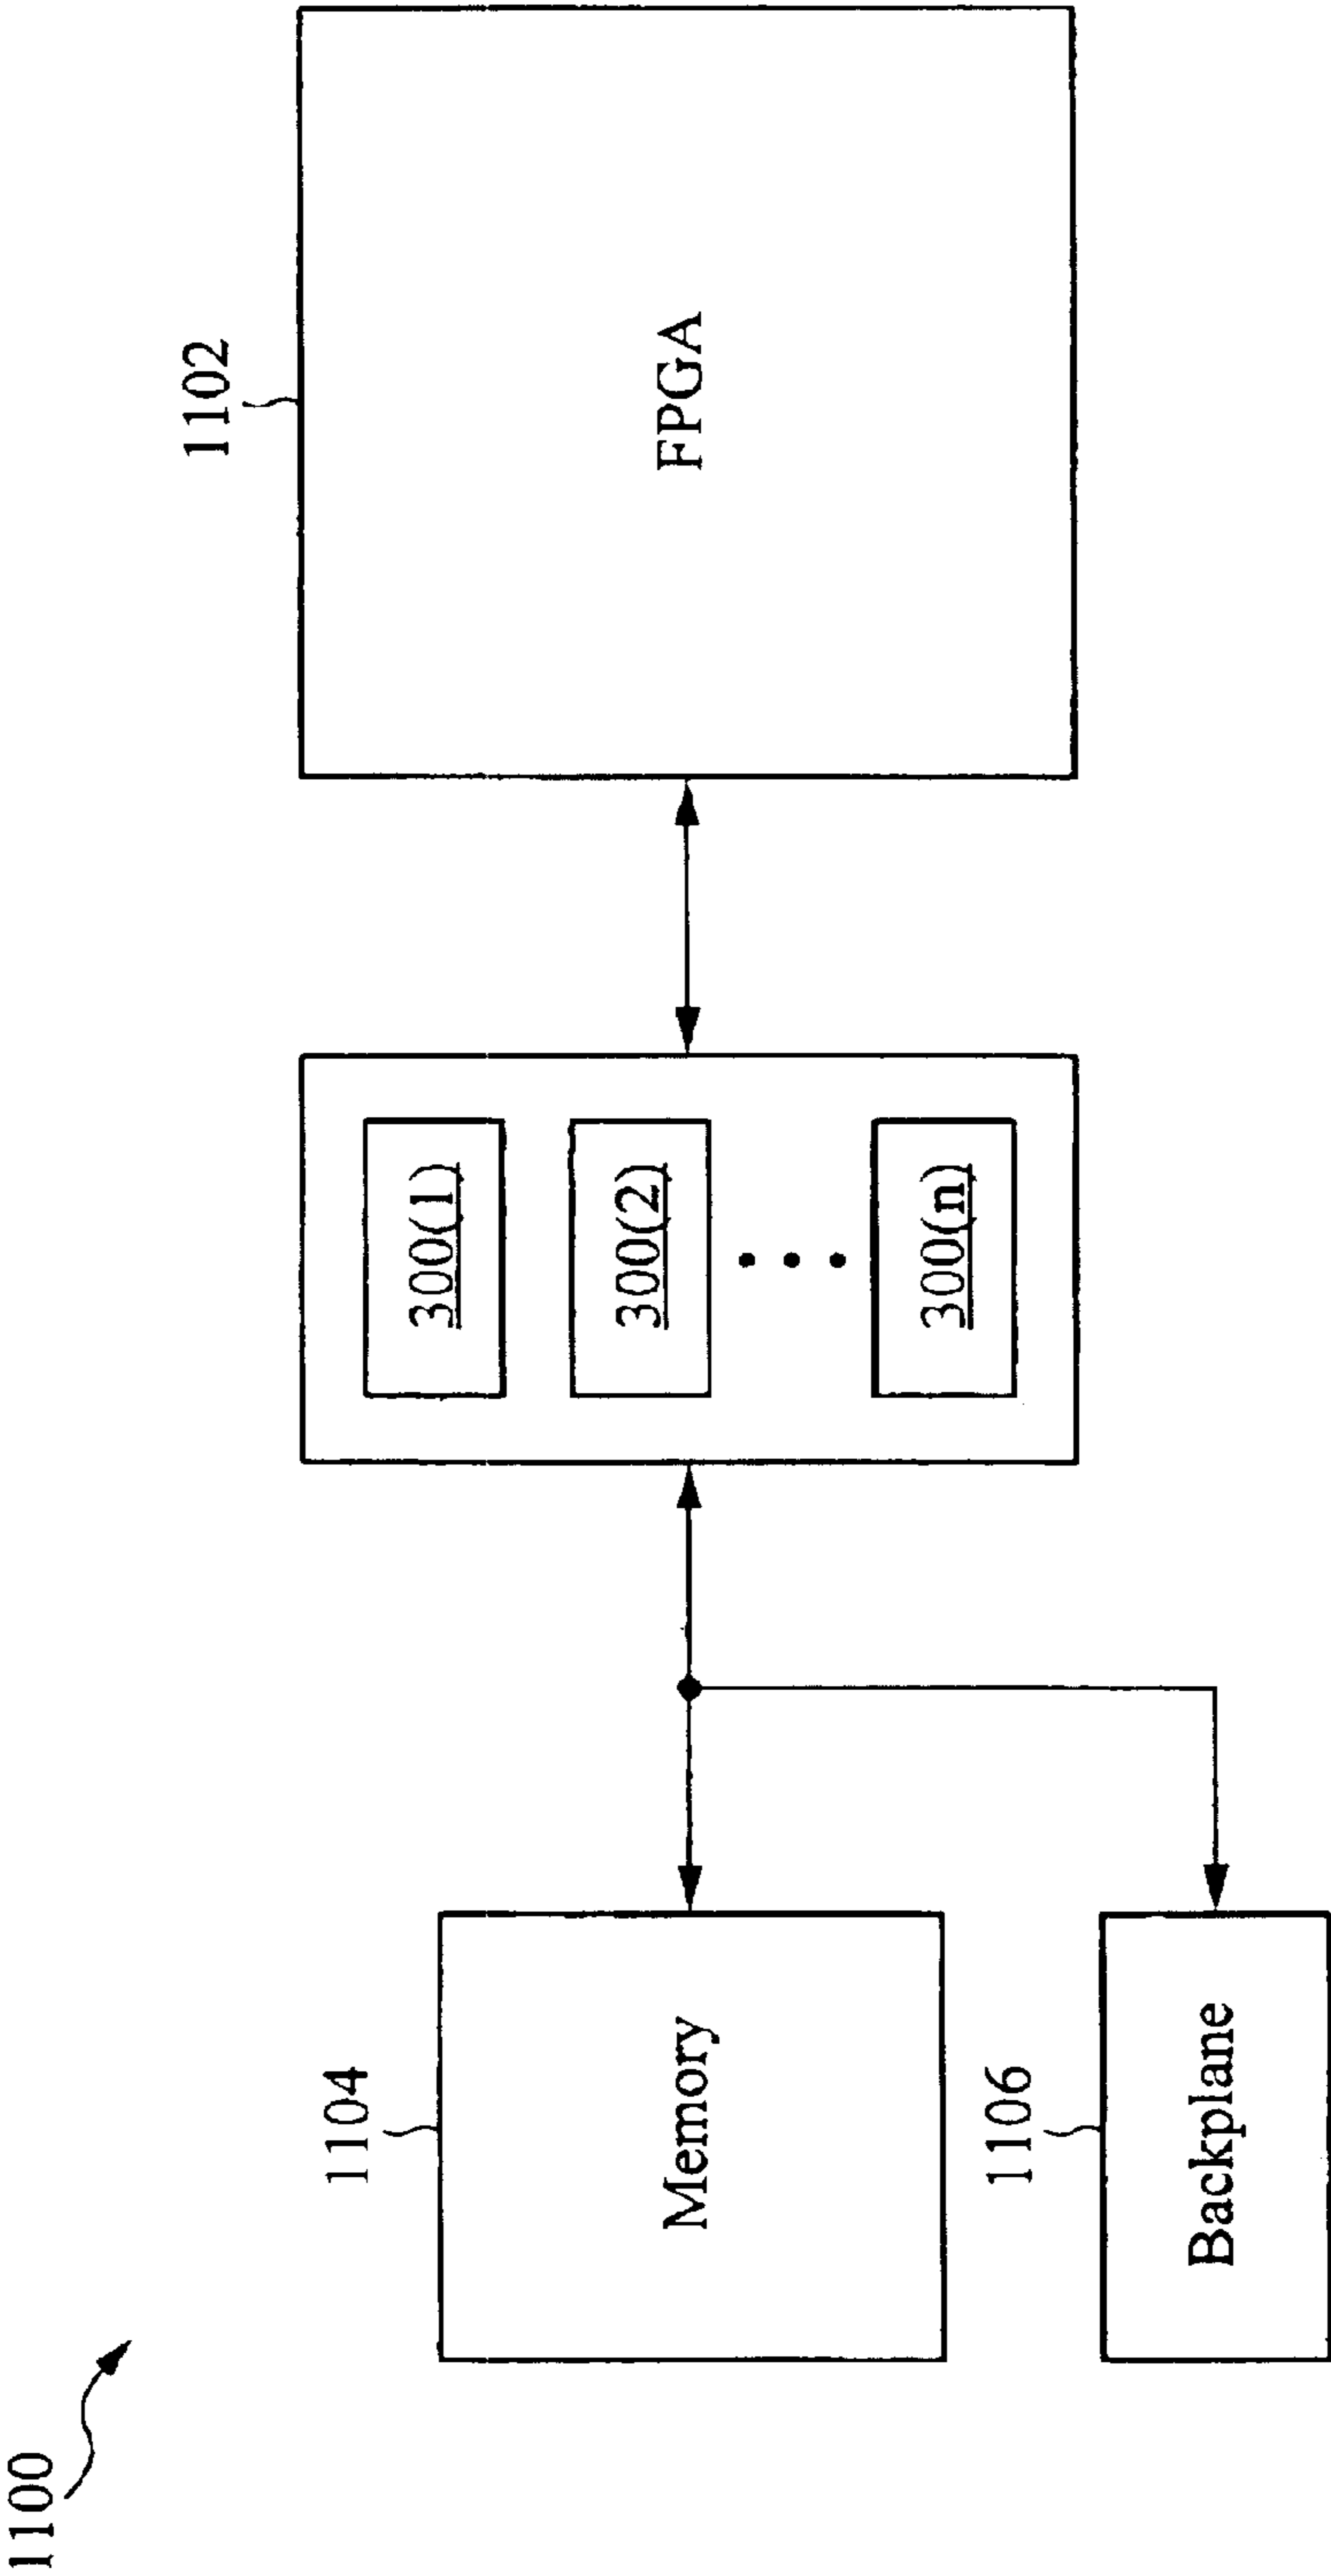 1100
1104
Memory
1106
Backplane
300(1)
300(2)
300(n)
1102
FPGA